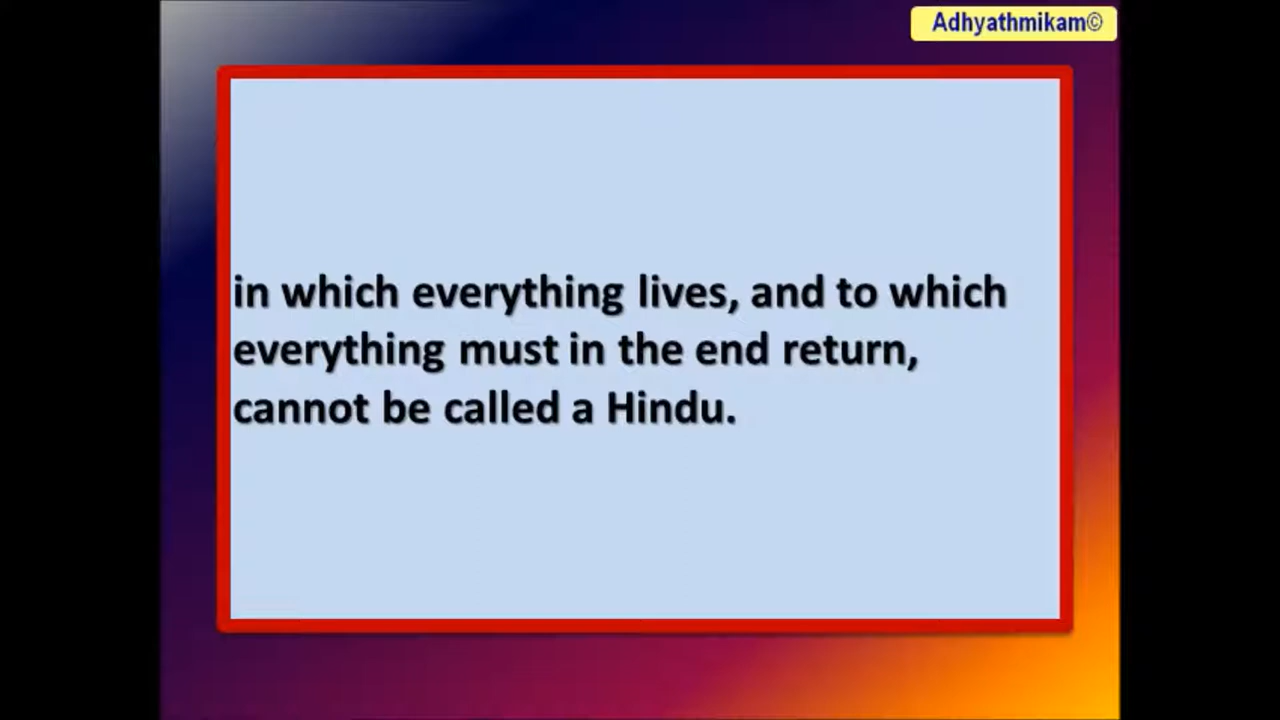 Adhyathmikam©
in which everything lives, and to which
everything must in the end return,
cannot be called a Hindu.